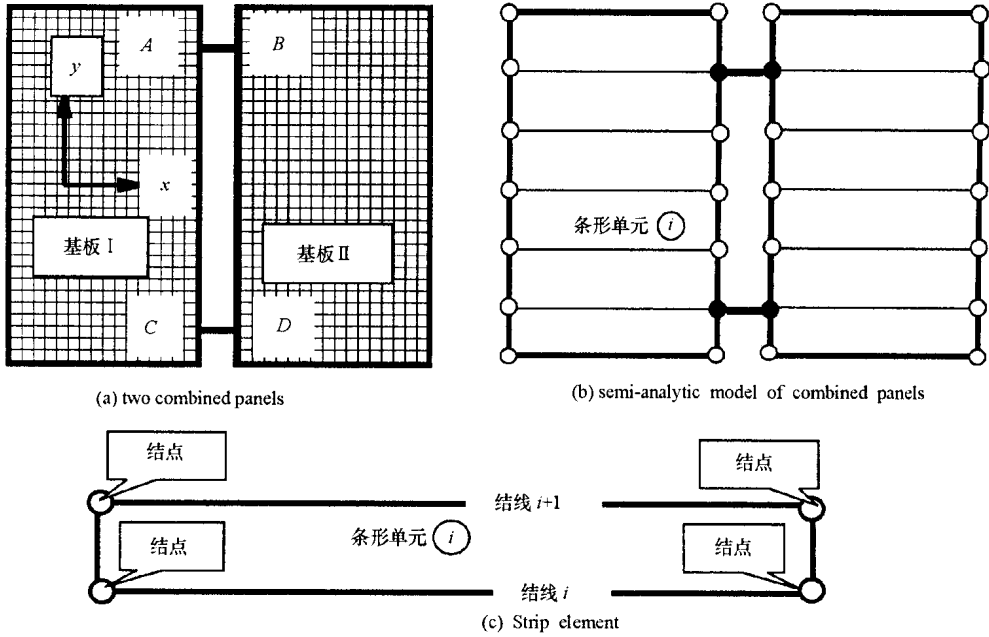 A
B
y
x
基板 I
基板 II
C
D
(a) two combined panels
条形单元 i
(b) semi-analytic model of combined panels
结点
结点
结线 i+1
条形单元 i
结点
结点
结线 i
(c) Strip element